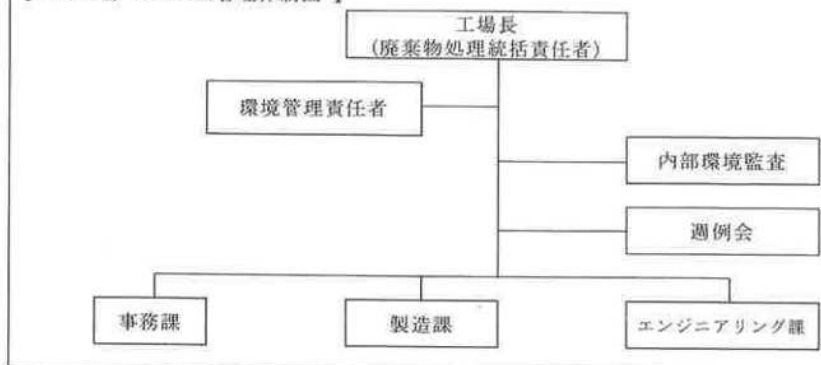 工場長
(廃棄物処理統括責任者)
環境管理責任者
内部環境監査
週例会
事務課
製造課
エンジニアリング課